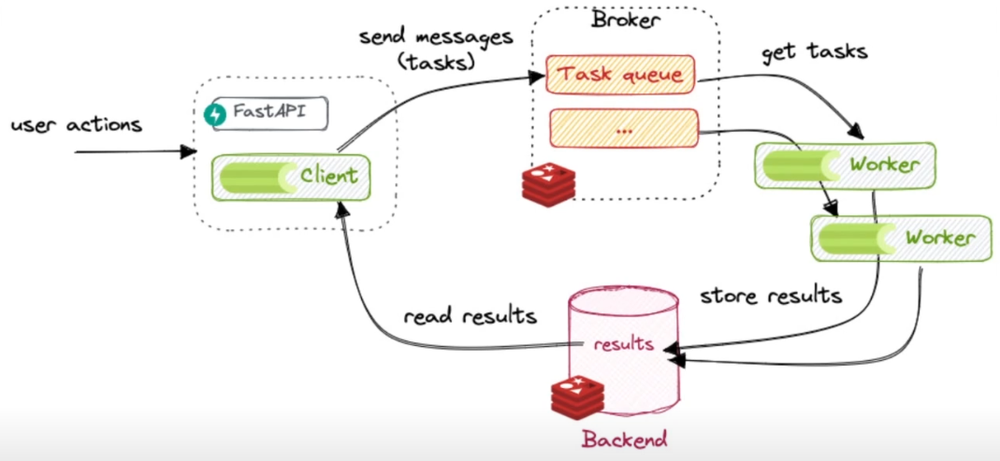 Broker
send messages
(tasks)
get tasks
Task queue
FastAPI
user actions
...
Client
Worker
Worker
store results
read results
results
Backend